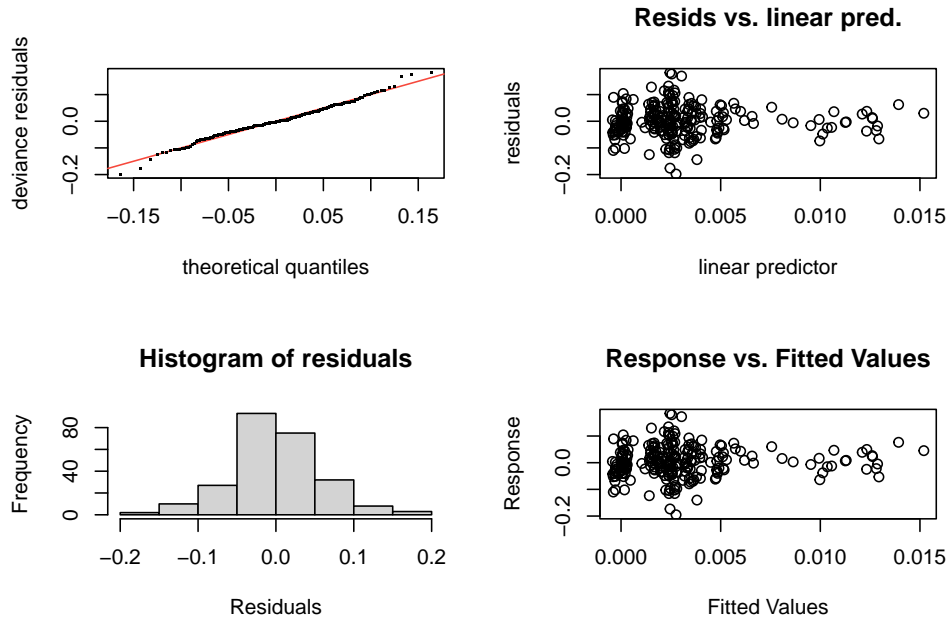 deviance residuals
−0.2
0.0
−0.15
−0.05
0.05
0.15
theoretical quantiles
Resids vs. linear pred.
residuals
−0.2
0.0
0.000
0.005
0.010
0.015
linear predictor
Histogram of residuals
Frequency
0
40
80
−0.2
−0.1
0.0
0.1
0.2
Residuals
Response vs. Fitted Values
Response
−0.2
0.0
0.000
0.005
0.010
0.015
Fitted Values